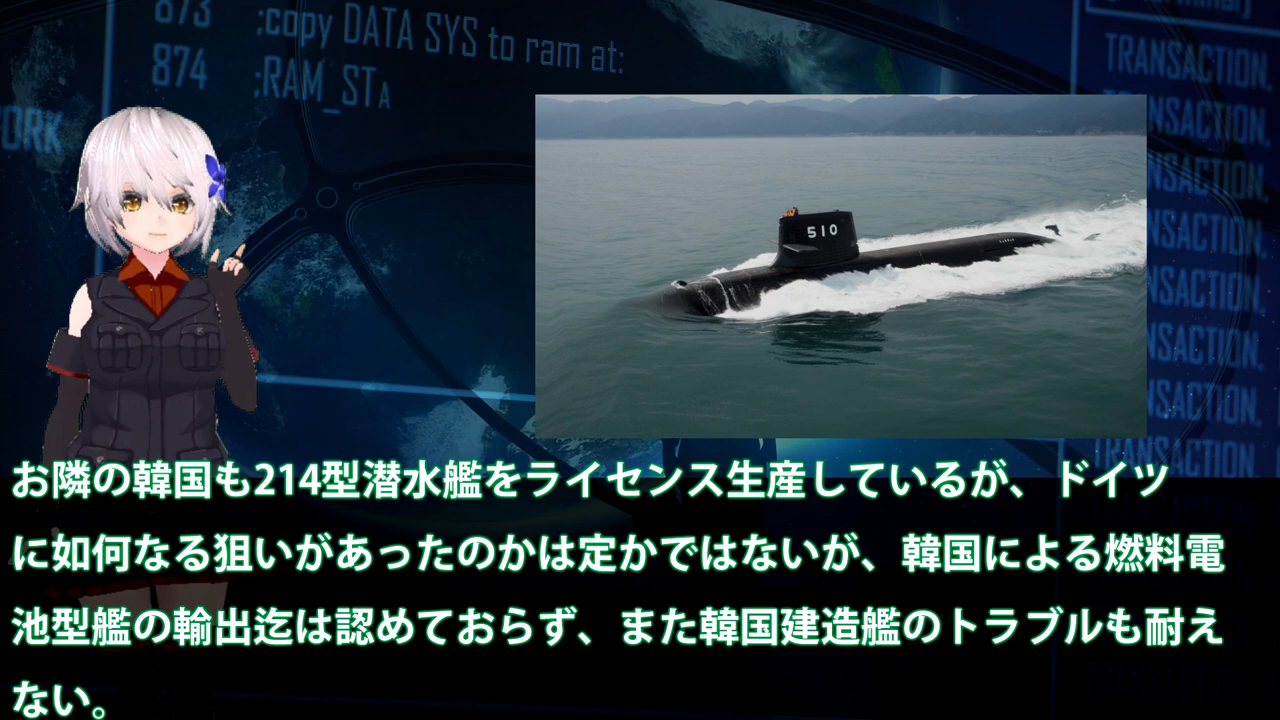 873 ;copy DATA SYS to ram at:
874 ;RAM_STA
TRANSACTION.
TRANSACTION.
510
お隣の韓国も214型潜水艦をライセンス生産しているが、ドイツ
に如何なる狙いがあったのかは定かではないが、韓国による燃料電
池型艦の輸出迄は認めておらず、また韓国建造艦のトラブルも耐え
ない。